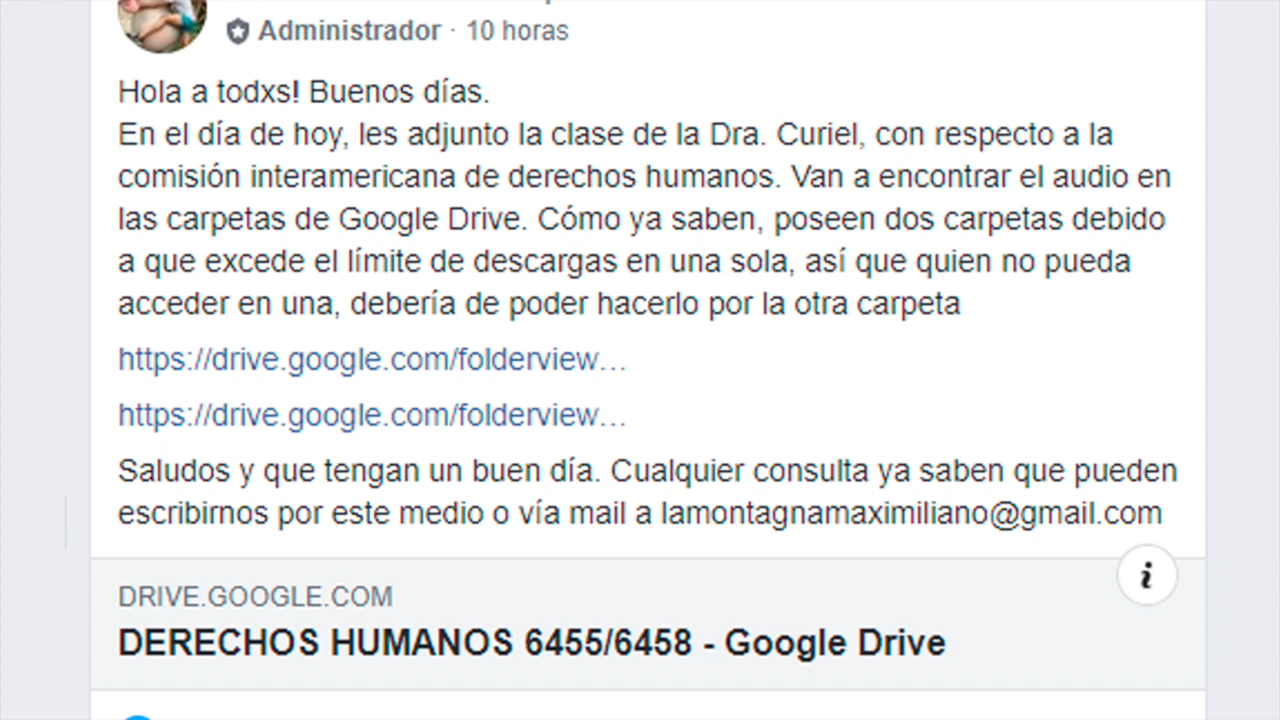 Administrador · 10 horas
Hola a todxs! Buenos días.
En el día de hoy, les adjunto la clase de la Dra. Curiel, con respecto a la
comisión interamericana de derechos humanos. Van a encontrar el audio en
las carpetas de Google Drive. Cómo ya saben, poseen dos carpetas debido
a que excede el límite de descargas en una sola, así que quien no pueda
acceder en una, debería de poder hacerlo por la otra carpeta
https://drive.google.com/folderview...
https://drive.google.com/folderview...
Saludos y que tengan un buen día. Cualquier consulta ya saben que pueden
escribirnos por este medio o vía mail a lamontagnamaximiliano@gmail.com
DRIVE.GOOGLE.COM
DERECHOS HUMANOS 6455/6458 - Google Drive